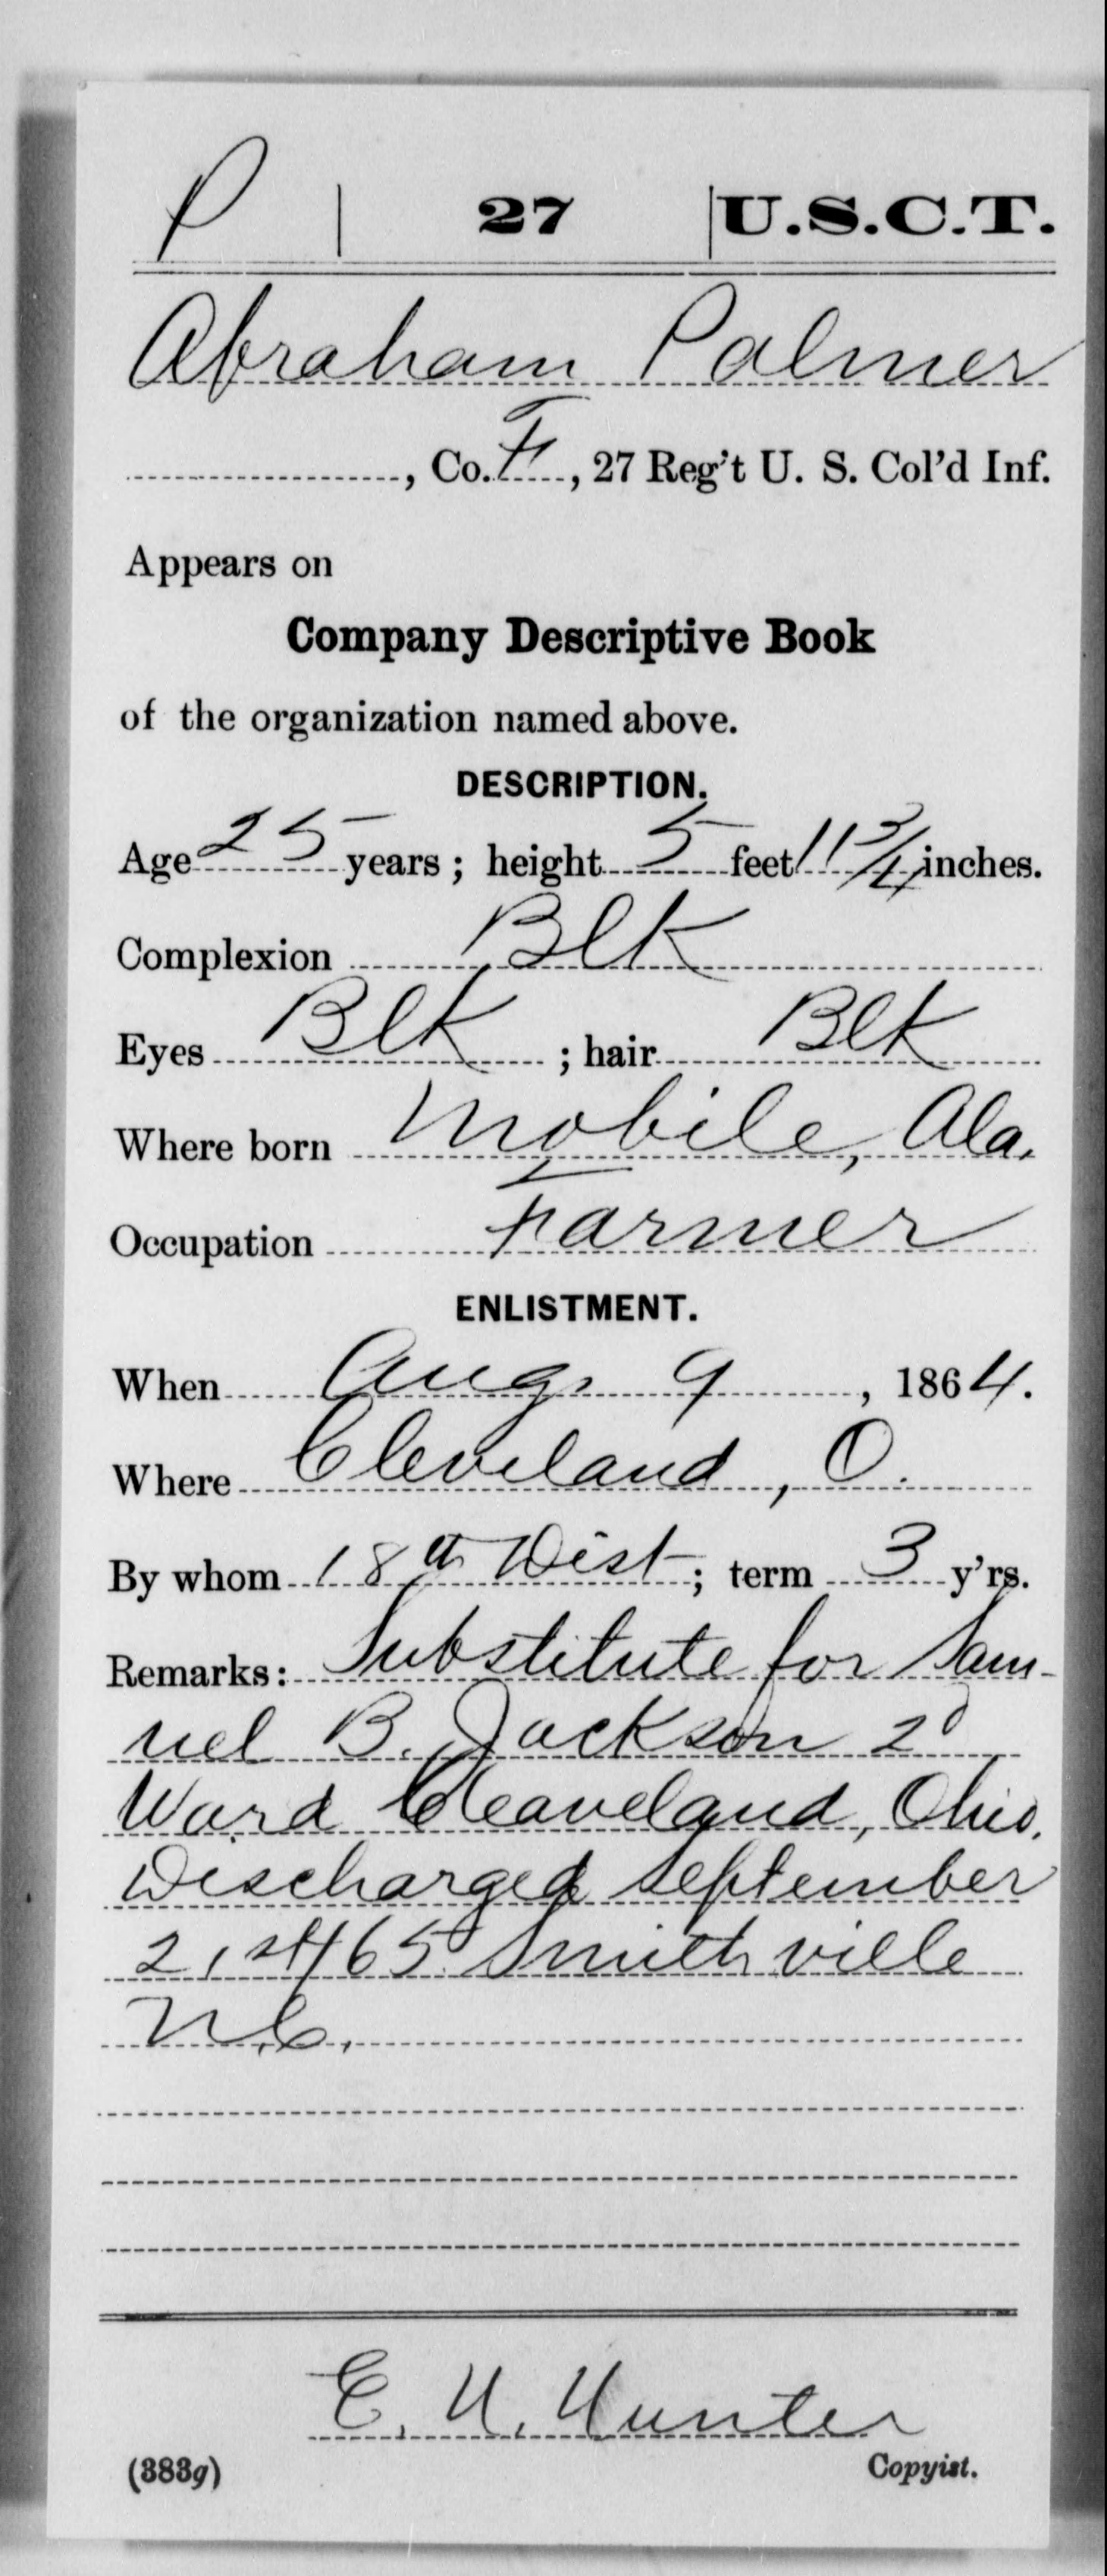 P | 27 | U.S.C.T.
Abraham Palmer
, Co. F, 27 Reg't U. S. Col'd Inf.
Appears on
Company Descriptive Book
of the organization named above.
DESCRIPTION.
Age 25 years; height 5 feet 11 3/4 inches.
Complexion Blk
Eyes Blk; hair Blk
Where born Mobile, Ala.
Occupation Farmer
ENLISTMENT.
When Aug. 9, 1864.
Where Cleveland, O.
By whom 18th Dist; term 3 y'rs.
Remarks: Substitute for Sam-
uel B. Jackson 2d
Ward Cleaveland, Ohio.
Discharged September
21st/65 Smithville
N.C.
E. H. Hunter
(383g) Copyist.